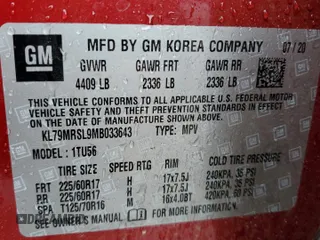 GM
MFD BY GM KOREA COMPANY 07/20
GVWR GAWR FRT GAWR RR
4409 LB 2336 LB 2336 LB
THIS VEHICLE CONFORMS TO ALL APPLICABLE U.S. FEDERAL MOTOR
VEHICLE SAFETY AND THEFT PREVENTION STANDARDS IN EFFECT ON THE
DATE OF MANUFACTURE SHOWN ABOVE.
KL79MRSL9MB033643 TYPE: MPV
MODEL: 1TU56
TIRE SIZE SPEED RTG RIM COLD TIRE PRESSURE
FRT 225/60R17 H 17x7.5J 240KPA, 35 PSI
RR 225/60R17 H 17x7.5J 240KPA, 35 PSI
SPA T125/70R16 M 16x4.0BT 420KPA, 60 PSI
SEE OWNER'S MANUAL FOR MORE INFORMATION.